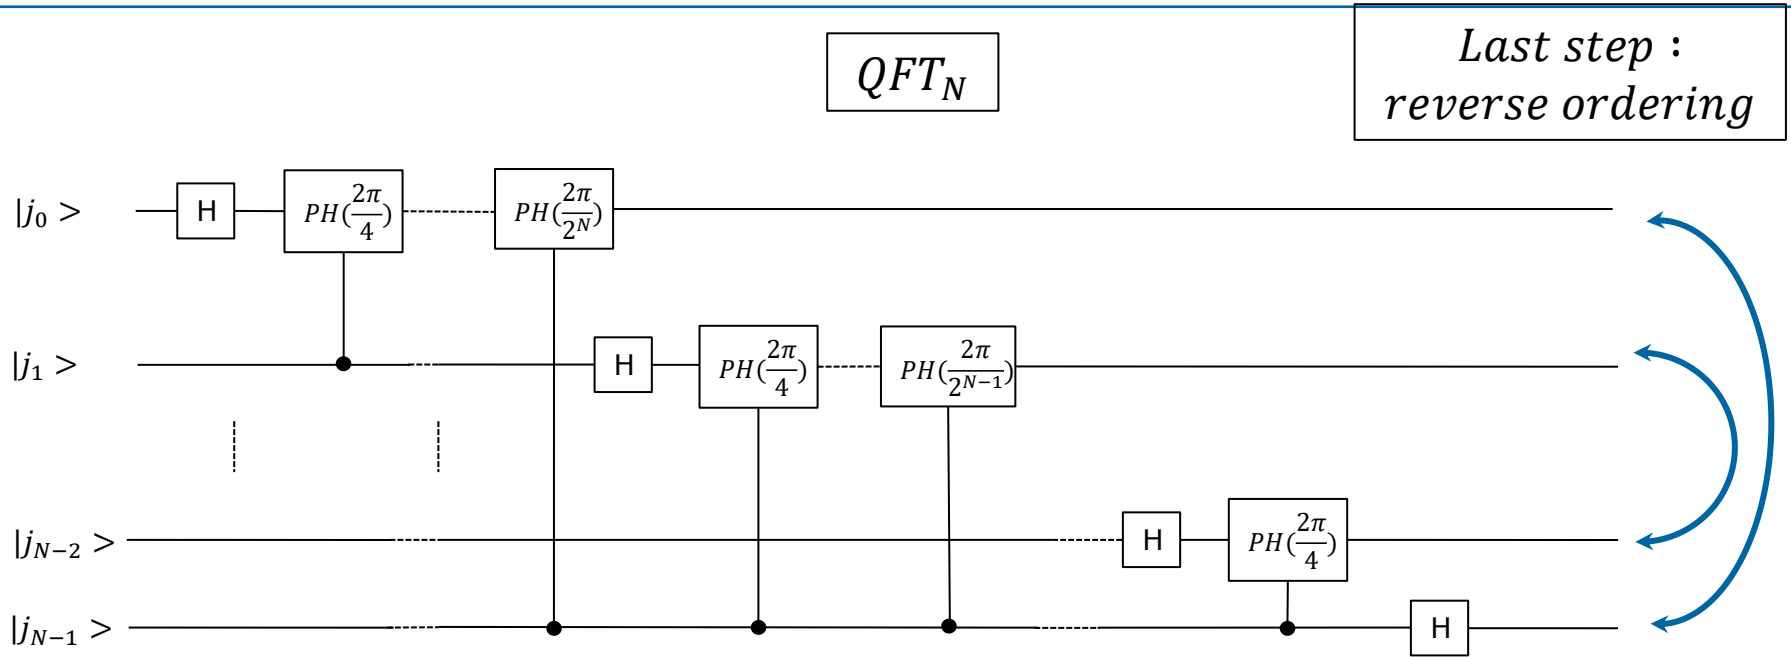 QFT_N
Last step :
reverse ordering
|j_0 > H PH(2π/4) PH(2π/2^N)
|j_1 > H PH(2π/4) PH(2π/2^{N−1})
|j_{N−2} > H PH(2π/4)
|j_{N−1} > H